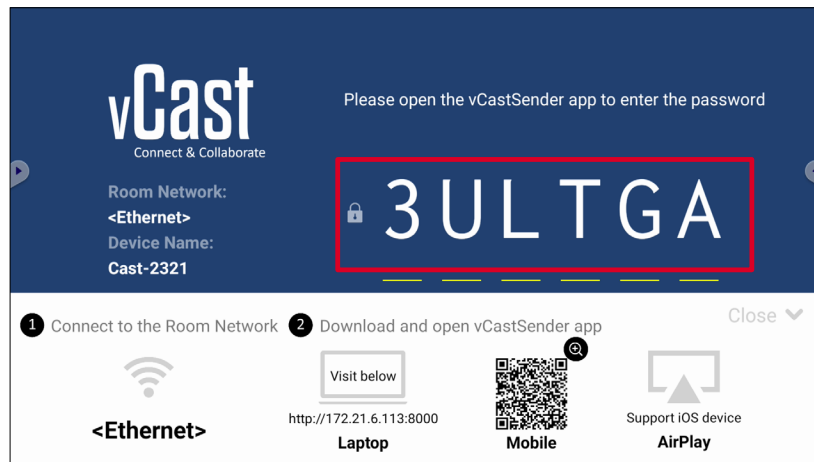 vCast
Connect & Collaborate
Room Network:
<Ethernet>
Device Name:
Cast-2321
Please open the vCastSender app to enter the password
3ULTGA
Close
1 Connect to the Room Network
<Ethernet>
2 Download and open vCastSender app
Visit below
http://172.21.6.113:8000
Laptop
Mobile
Support iOS device
AirPlay